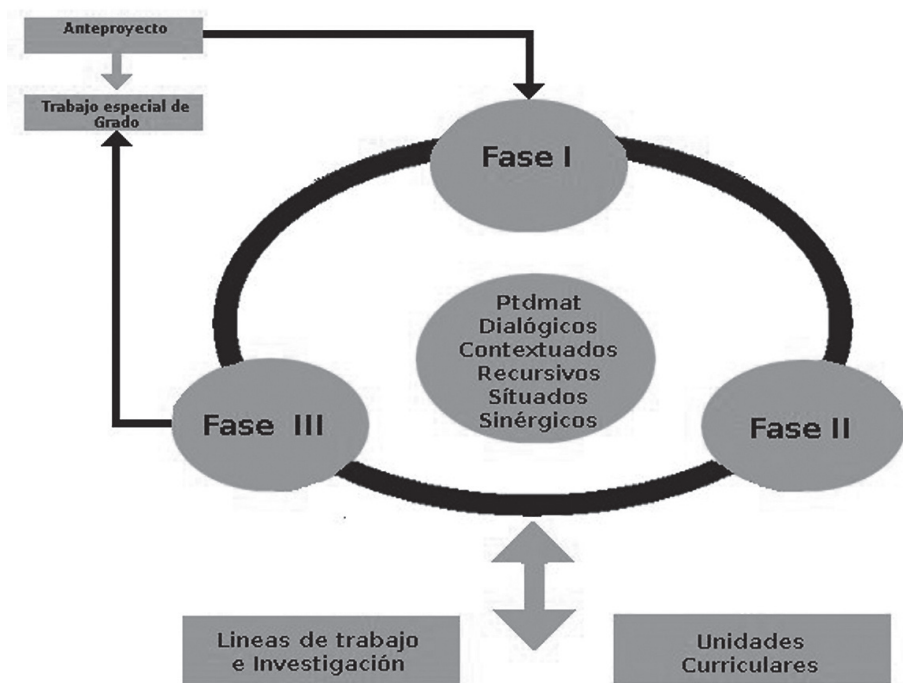 Anteproyecto
Trabajo especial de
Grado
Fase I
Ptdmat
Dialógicos
Contextuados
Recursivos
Sítuados
Sinérgicos
Fase III
Fase II
Lineas de trabajo
e Investigación
Unidades
Curriculares